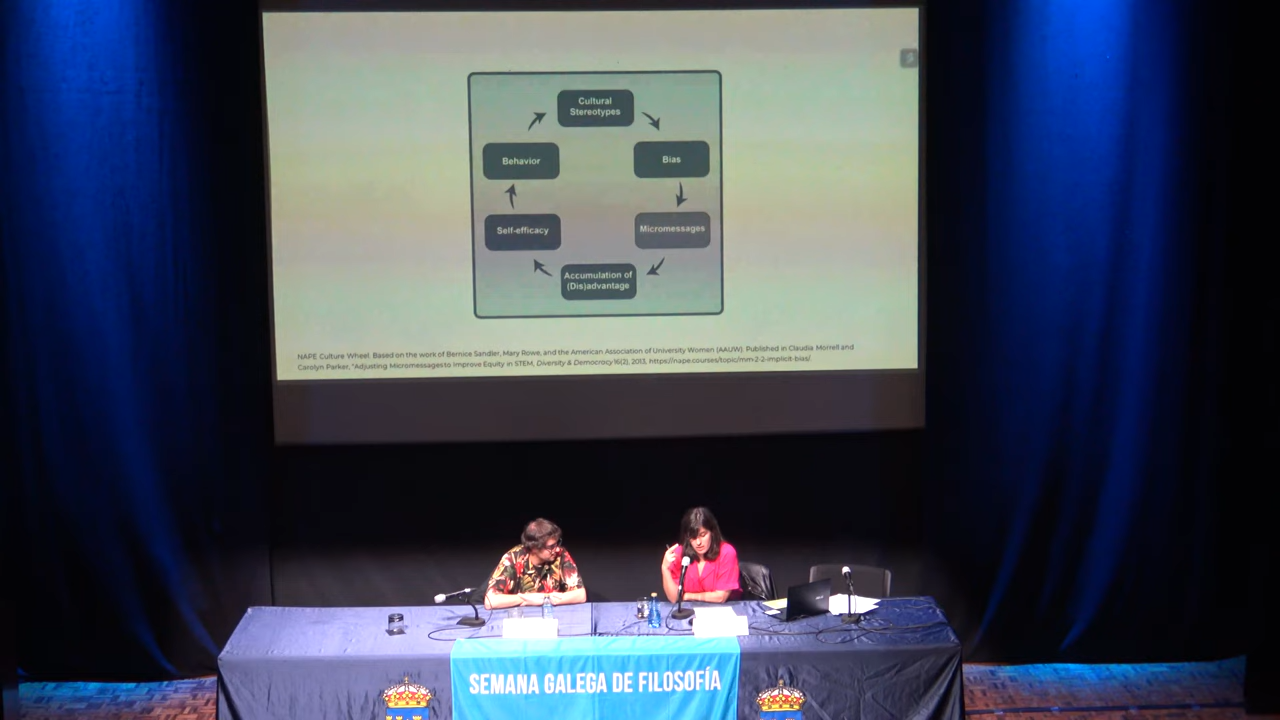 Cultural
Stereotypes
Behavior
Bias
Self-efficacy
Micromessages
Accumulation of
(Dis)advantage
NAPE Culture Wheel. Based on the work of Bernice Sandler, Mary Rowe, and the American Association of University Women (AAUW). Published in Claudia Morrell and
Carolyn Parker, "Adjusting Micromessages to Improve Equity in STEM, Diversity & Democracy 16(2), 2013, https://nape.courses/topic/mm-2-2-implicit-bias/
SEMANA GALEGA DE FILOSOFÍA